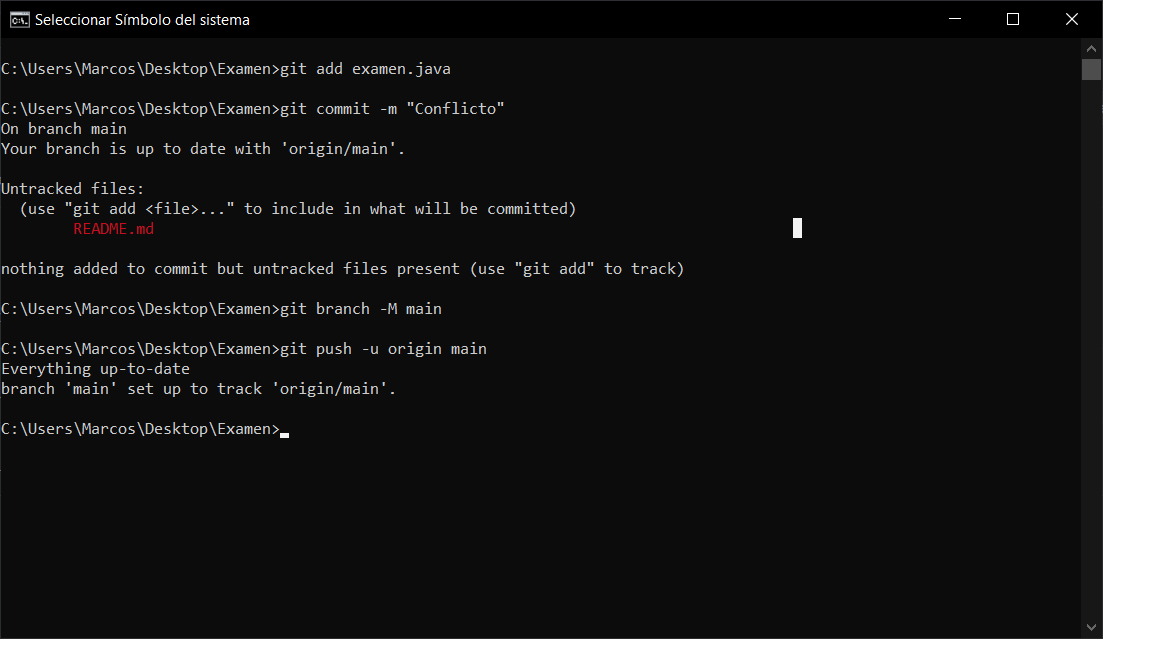 Seleccionar Símbolo del sistema
C:\Users\Marcos\Desktop\Examen>git add examen.java
C:\Users\Marcos\Desktop\Examen>git commit -m "Conflicto"
On branch main
Your branch is up to date with 'origin/main'.
Untracked files:
  (use "git add <file>..." to include in what will be committed)
        README.md
nothing added to commit but untracked files present (use "git add" to track)
C:\Users\Marcos\Desktop\Examen>git branch -M main
C:\Users\Marcos\Desktop\Examen>git push -u origin main
Everything up-to-date
branch 'main' set up to track 'origin/main'.
C:\Users\Marcos\Desktop\Examen>